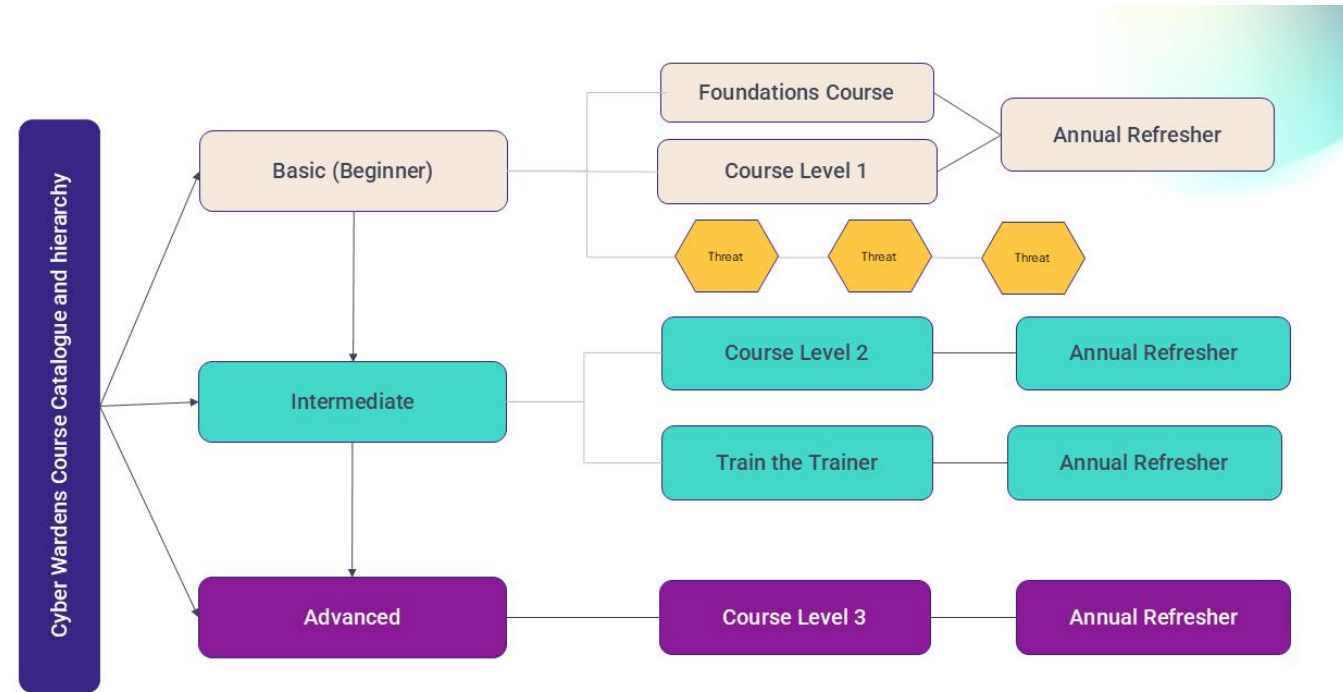 Cyber Wardens Course Catalogue and hierarchy
Basic (Beginner)
Foundations Course
Course Level 1
Annual Refresher
Threat
Threat
Threat
Intermediate
Course Level 2
Annual Refresher
Train the Trainer
Annual Refresher
Advanced
Course Level 3
Annual Refresher